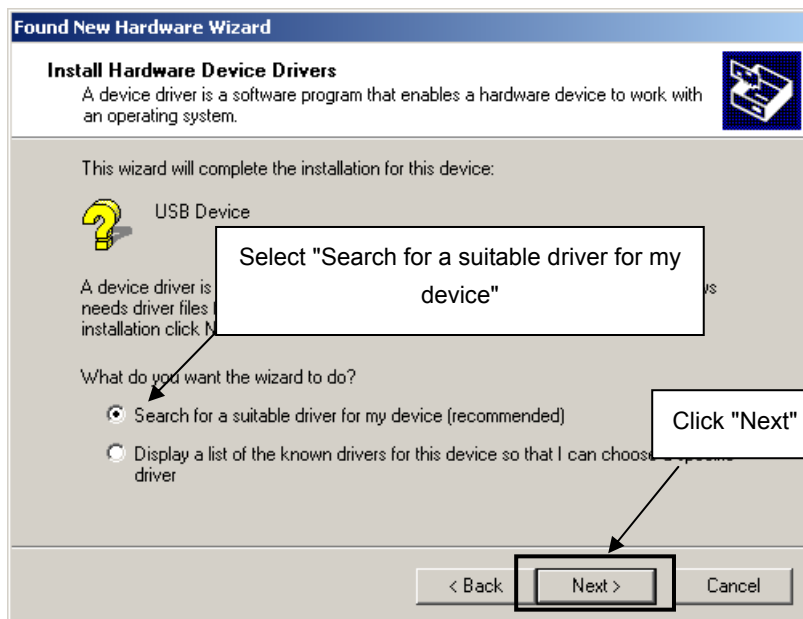 Found New Hardware Wizard
Install Hardware Device Drivers
A device driver is a software program that enables a hardware device to work with
an operating system.
This wizard will complete the installation for this device:
USB Device
Select "Search for a suitable driver for my
device"
A device driver is
needs driver files
installation click
What do you want the wizard to do?
Search for a suitable driver for my device (recommended)
Click "Next"
Display a list of the known drivers for this device so that I can choose a specific
driver
< Back
Next >
Cancel